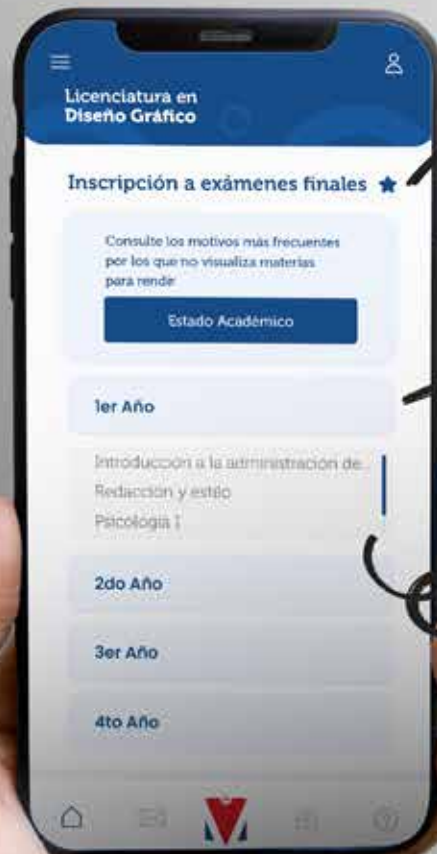 Licenciatura en
Diseño Gráfico
Inscripción a exámenes finales
Consulte los motivos más frecuentes
por los que no visualiza materias
para rendir
Estado Académico
1er Año
Introducción a la administración de...
Redacción y estilo
Psicología I
2do Año
3er Año
4to Año